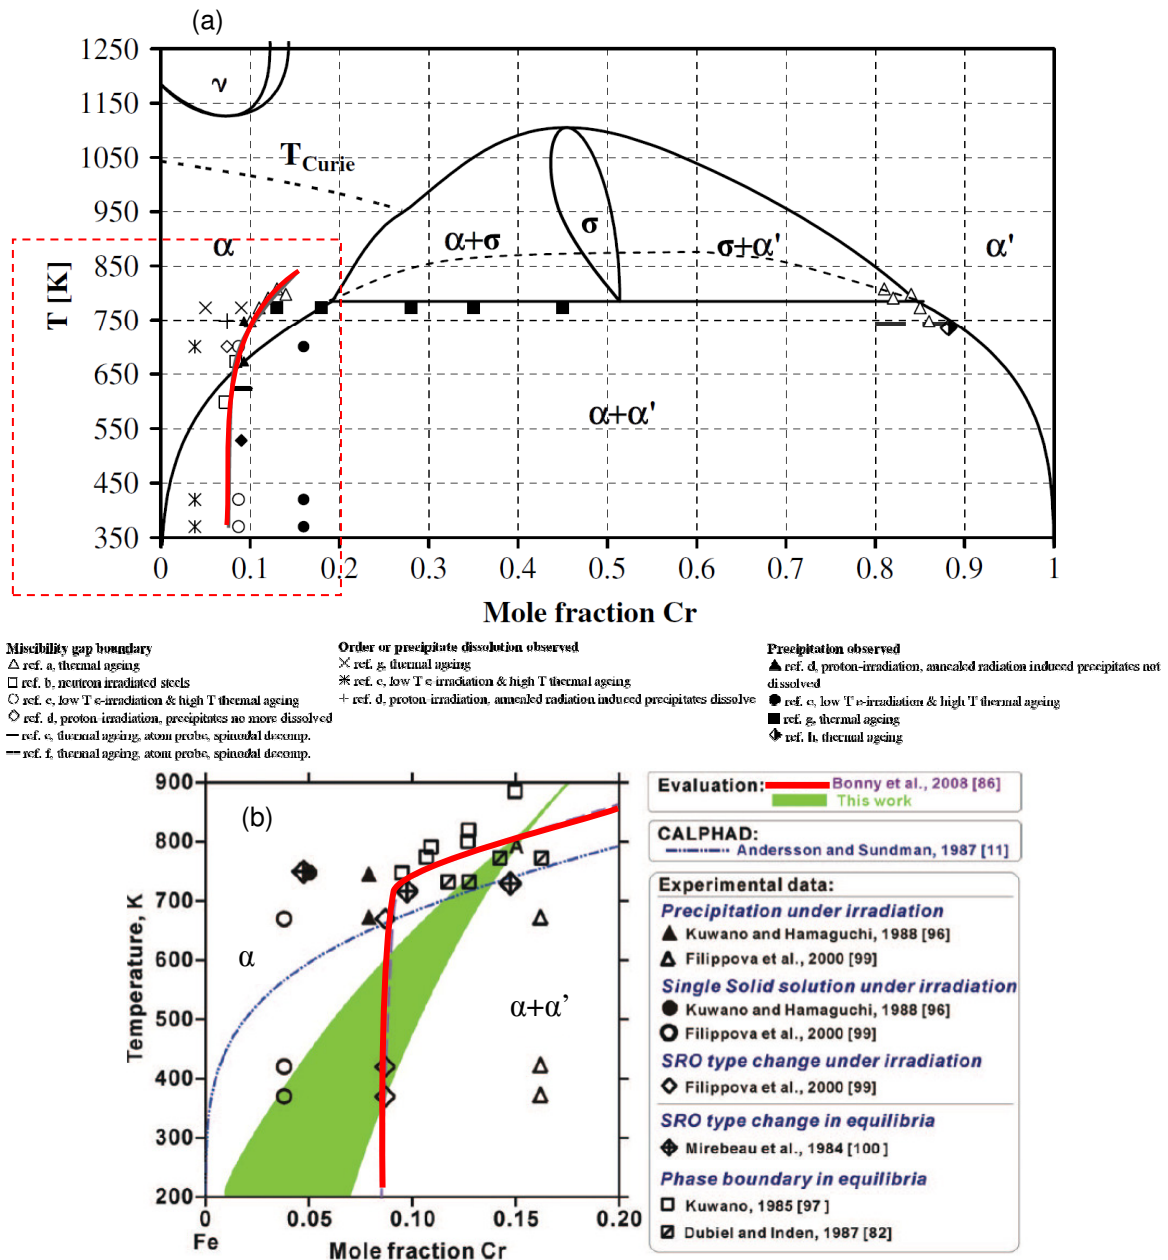 (a)
1250
1150
1050
950
850
750
650
550
450
350
T [K]
γ
T Curie
α
α+σ
σ
σ+α'
α'
α+α'
0 0.1 0.2 0.3 0.4 0.5 0.6 0.7 0.8 0.9 1
Mole fraction Cr
Miscibility gap boundary
ref. a, thermal ageing
ref. b, neutron irradiated steels
ref. c, low T e-irradiation & high T thermal ageing
ref. d, proton-irradiation, precipitates no more dissolved
ref. e, thermal ageing, atom probe, spinodal decomp.
ref. f, thermal ageing, atom probe, spinodal decomp.
Order or precipitate dissolution observed
ref. g, thermal ageing
ref. c, low T e-irradiation & high T thermal ageing
ref. d, proton-irradiation, annealed radiation induced precipitates dissolve
Precipitation observed
ref. d, proton-irradiation, annealed radiation induced precipitates not
dissolved
ref. c, low T e-irradiation & high T thermal ageing
ref. g, thermal ageing
ref. h, thermal ageing
(b)
900
800
700
600
500
400
300
200
Temperature, K
α
α+α’
0 0.05 0.10 0.15 0.20
Fe
Mole fraction Cr
Evaluation: Bonny et al., 2008 [86]
This work
CALPHAD:
Andersson and Sundman, 1987 [11]
Experimental data:
Precipitation under irradiation
Kuwano and Hamaguchi, 1988 [96]
Filippova et al., 2000 [99]
Single Solid solution under irradiation
Kuwano and Hamaguchi, 1988 [96]
Filippova et al., 2000 [99]
SRO type change under irradiation
Filippova et al., 2000 [99]
SRO type change in equilibria
Mirebeau et al., 1984 [100]
Phase boundary in equilibria
Kuwano, 1985 [97]
Dubiel and Inden, 1987 [82]